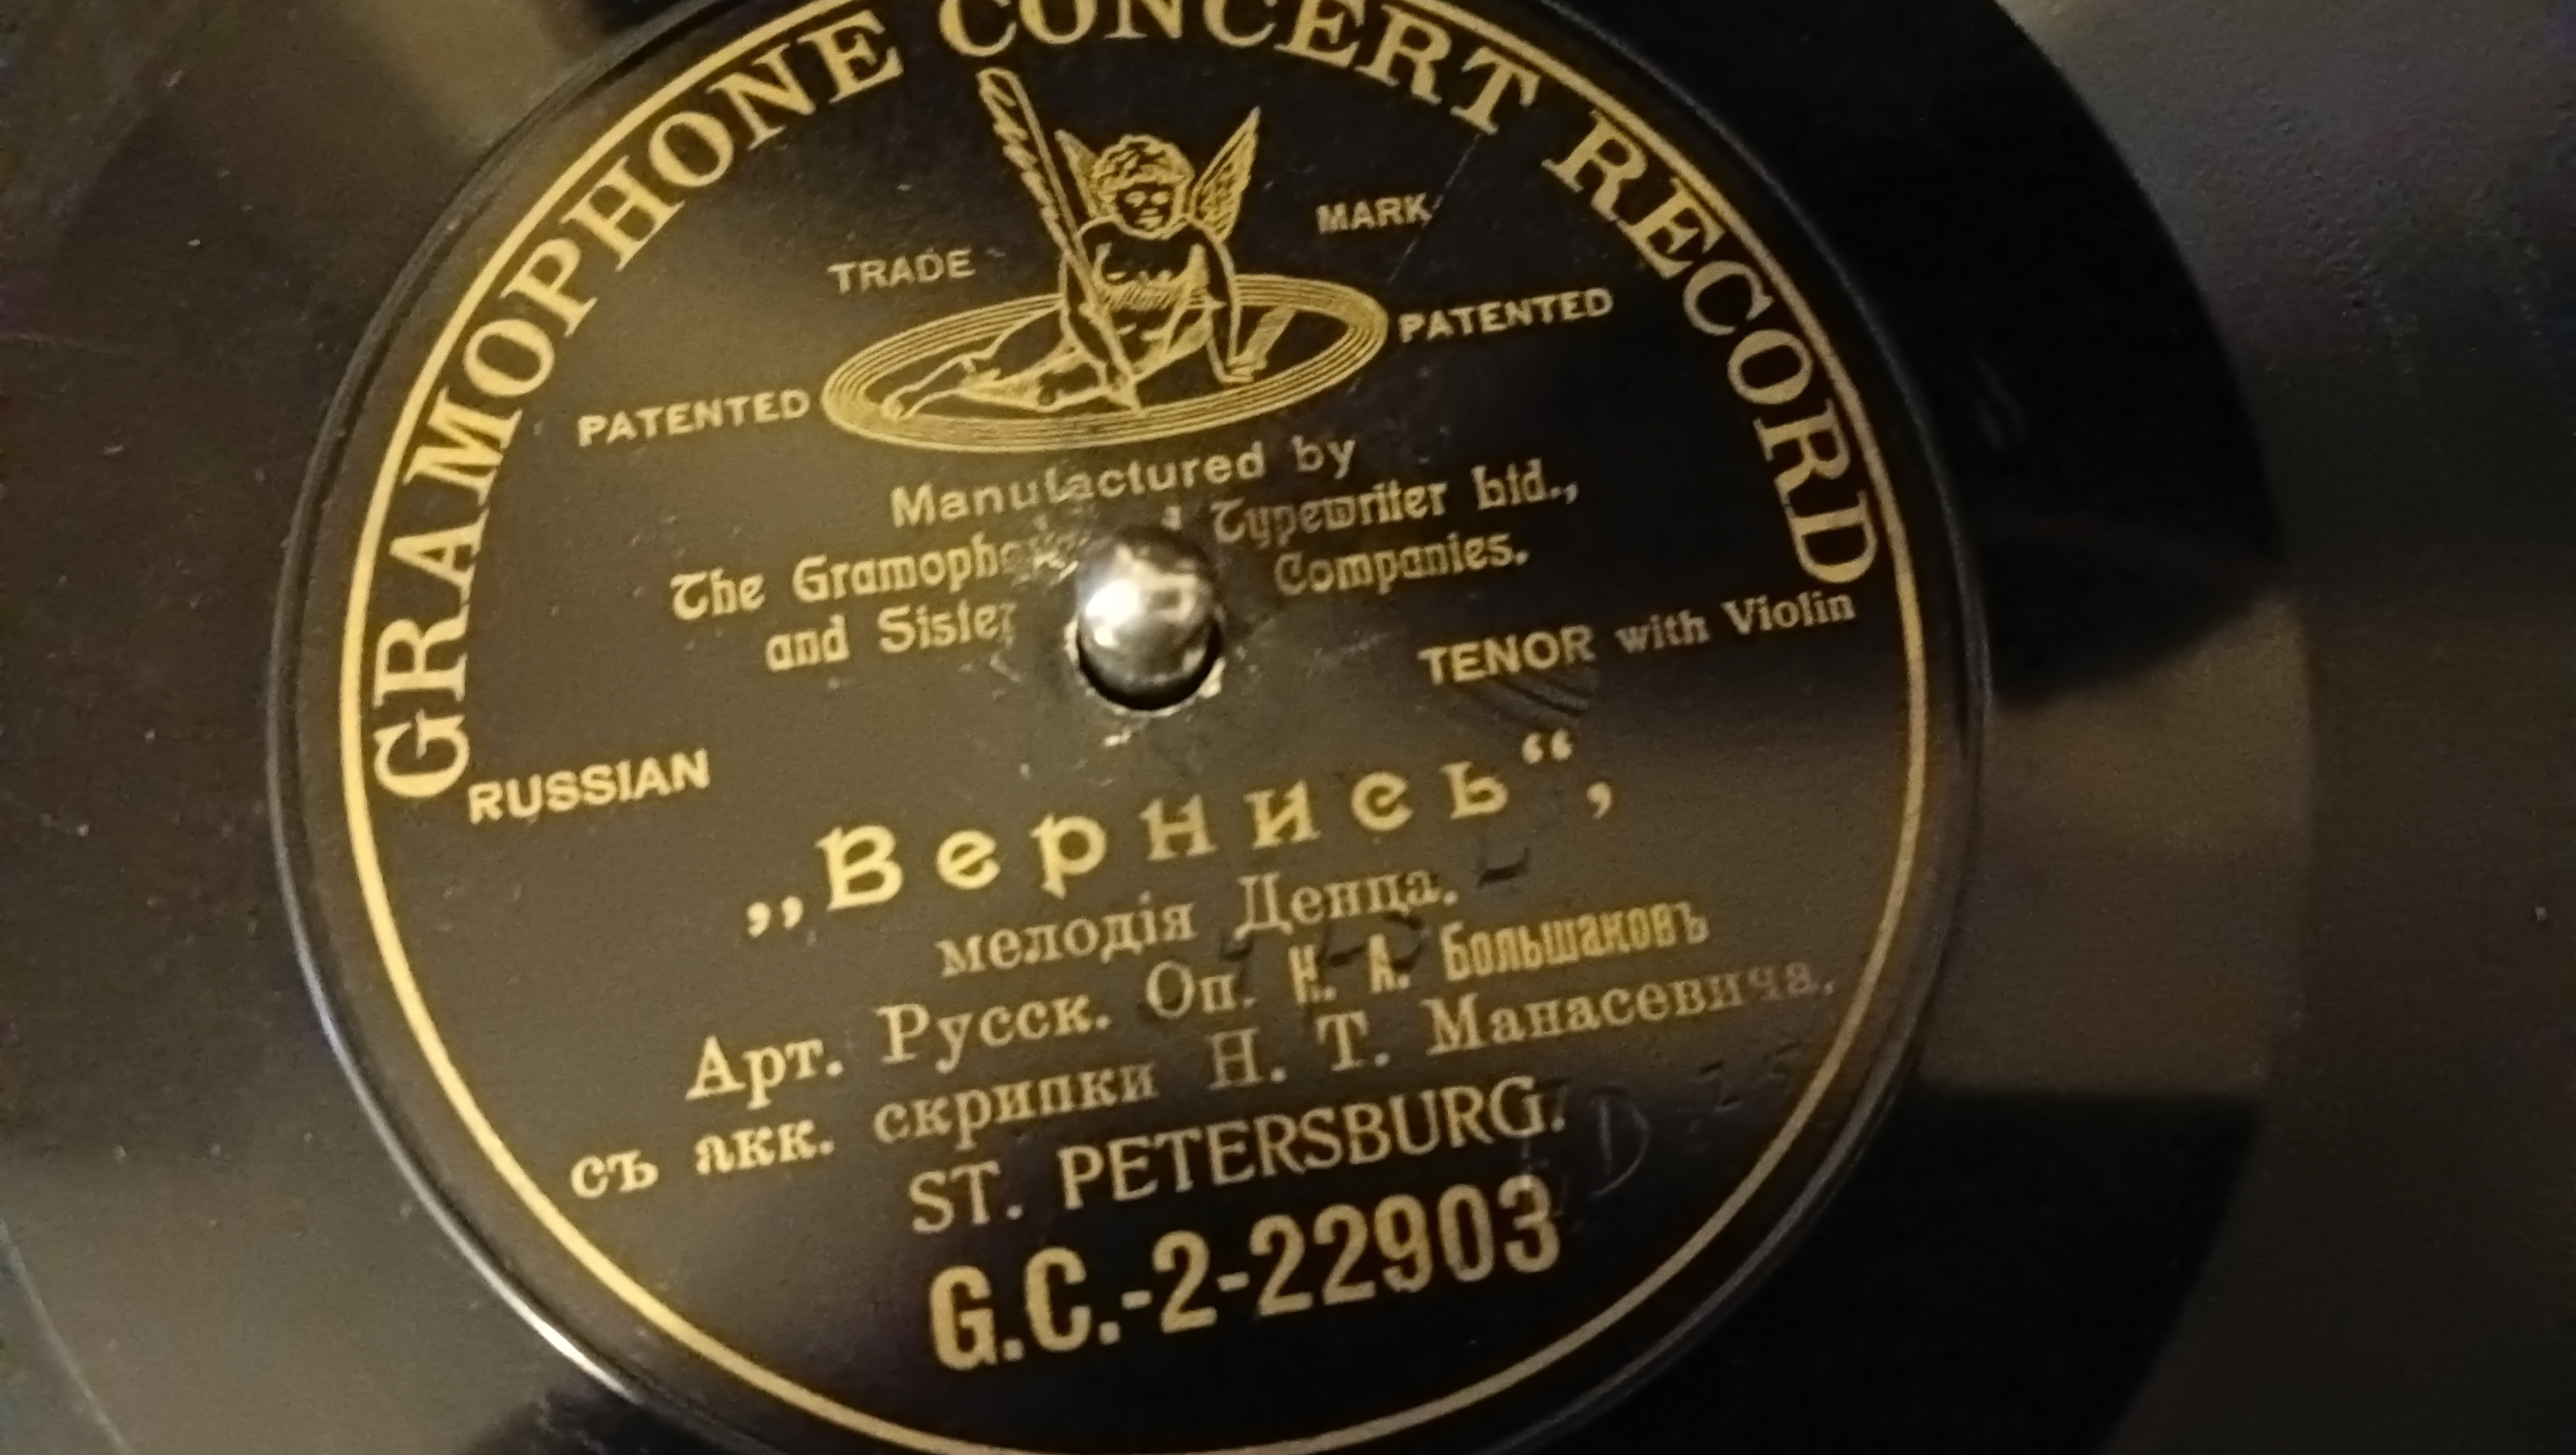 GRAMOPHONE CONCERT RECORD
TRADE MARK
PATENTED PATENTED
Manufactured by
The Typewriter Ltd.,
and Sister Companies.
TENOR with Violin
RUSSIAN
„Вернись“,
мелодія Денца.
Арт. Русск. Оп. Н. А. Большаковъ
съ акк. скрипки Н. Т. Манасевича.
ST. PETERSBURG.
G.C.-2-22903